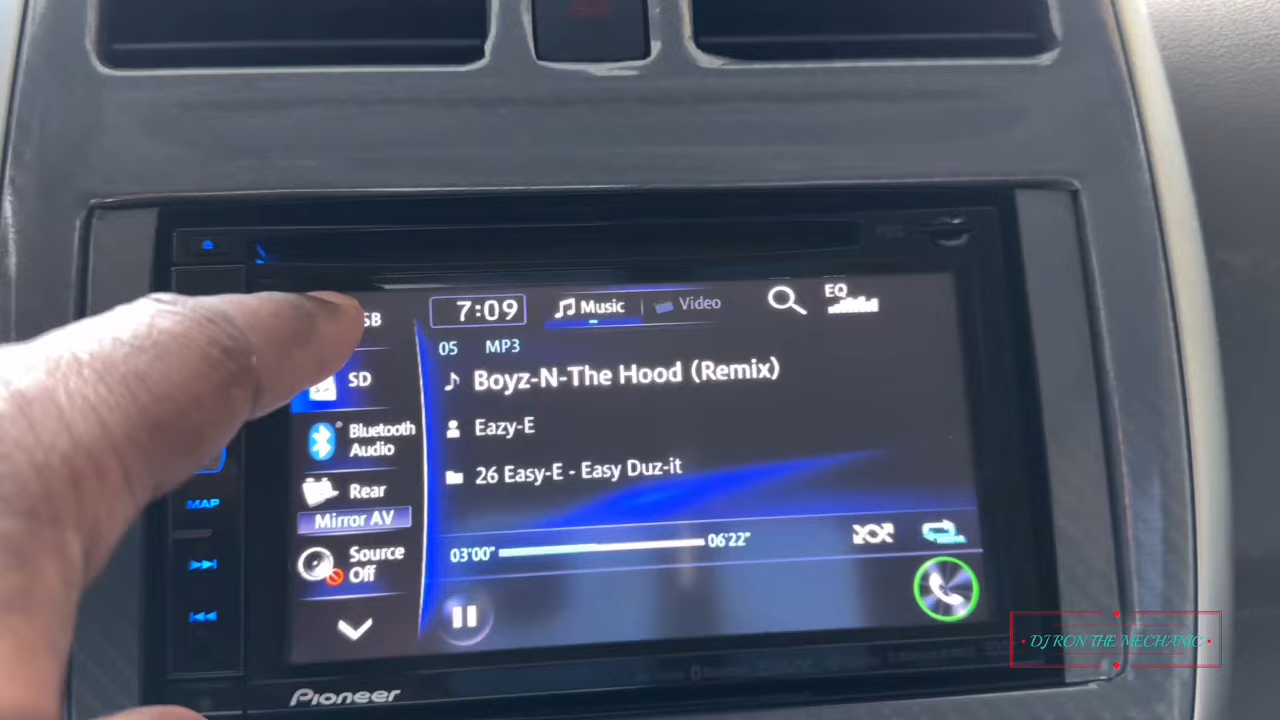 SB
7:09
Music
Video
EQ
05 MP3
SD
Boyz-N-The Hood (Remix)
Bluetooth
Audio
Eazy-E
Rear
26 Easy-E - Easy Duz-it
MAP
Mirror AV
Source
Off
03'00"
06'22"
DJ RON THE MECHANIC
Pioneer